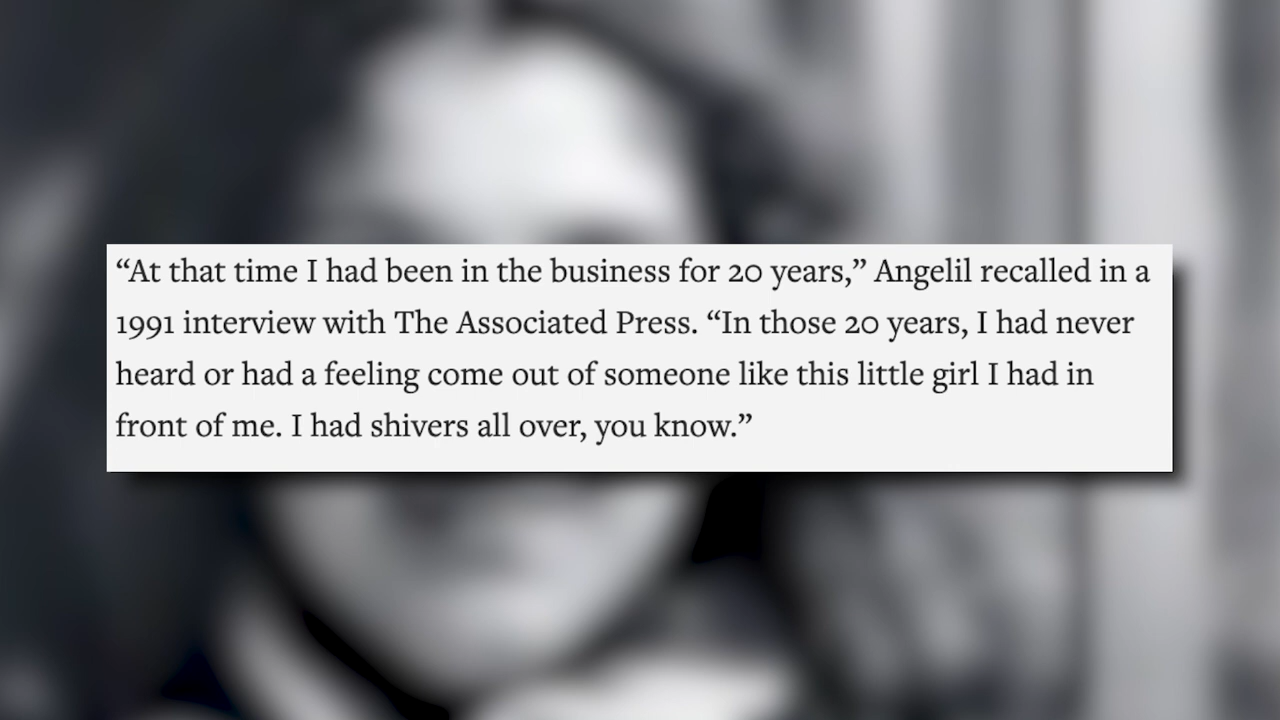 “At that time I had been in the business for 20 years,” Angelil recalled in a
1991 interview with The Associated Press. “In those 20 years, I had never
heard or had a feeling come out of someone like this little girl I had in
front of me. I had shivers all over, you know.”